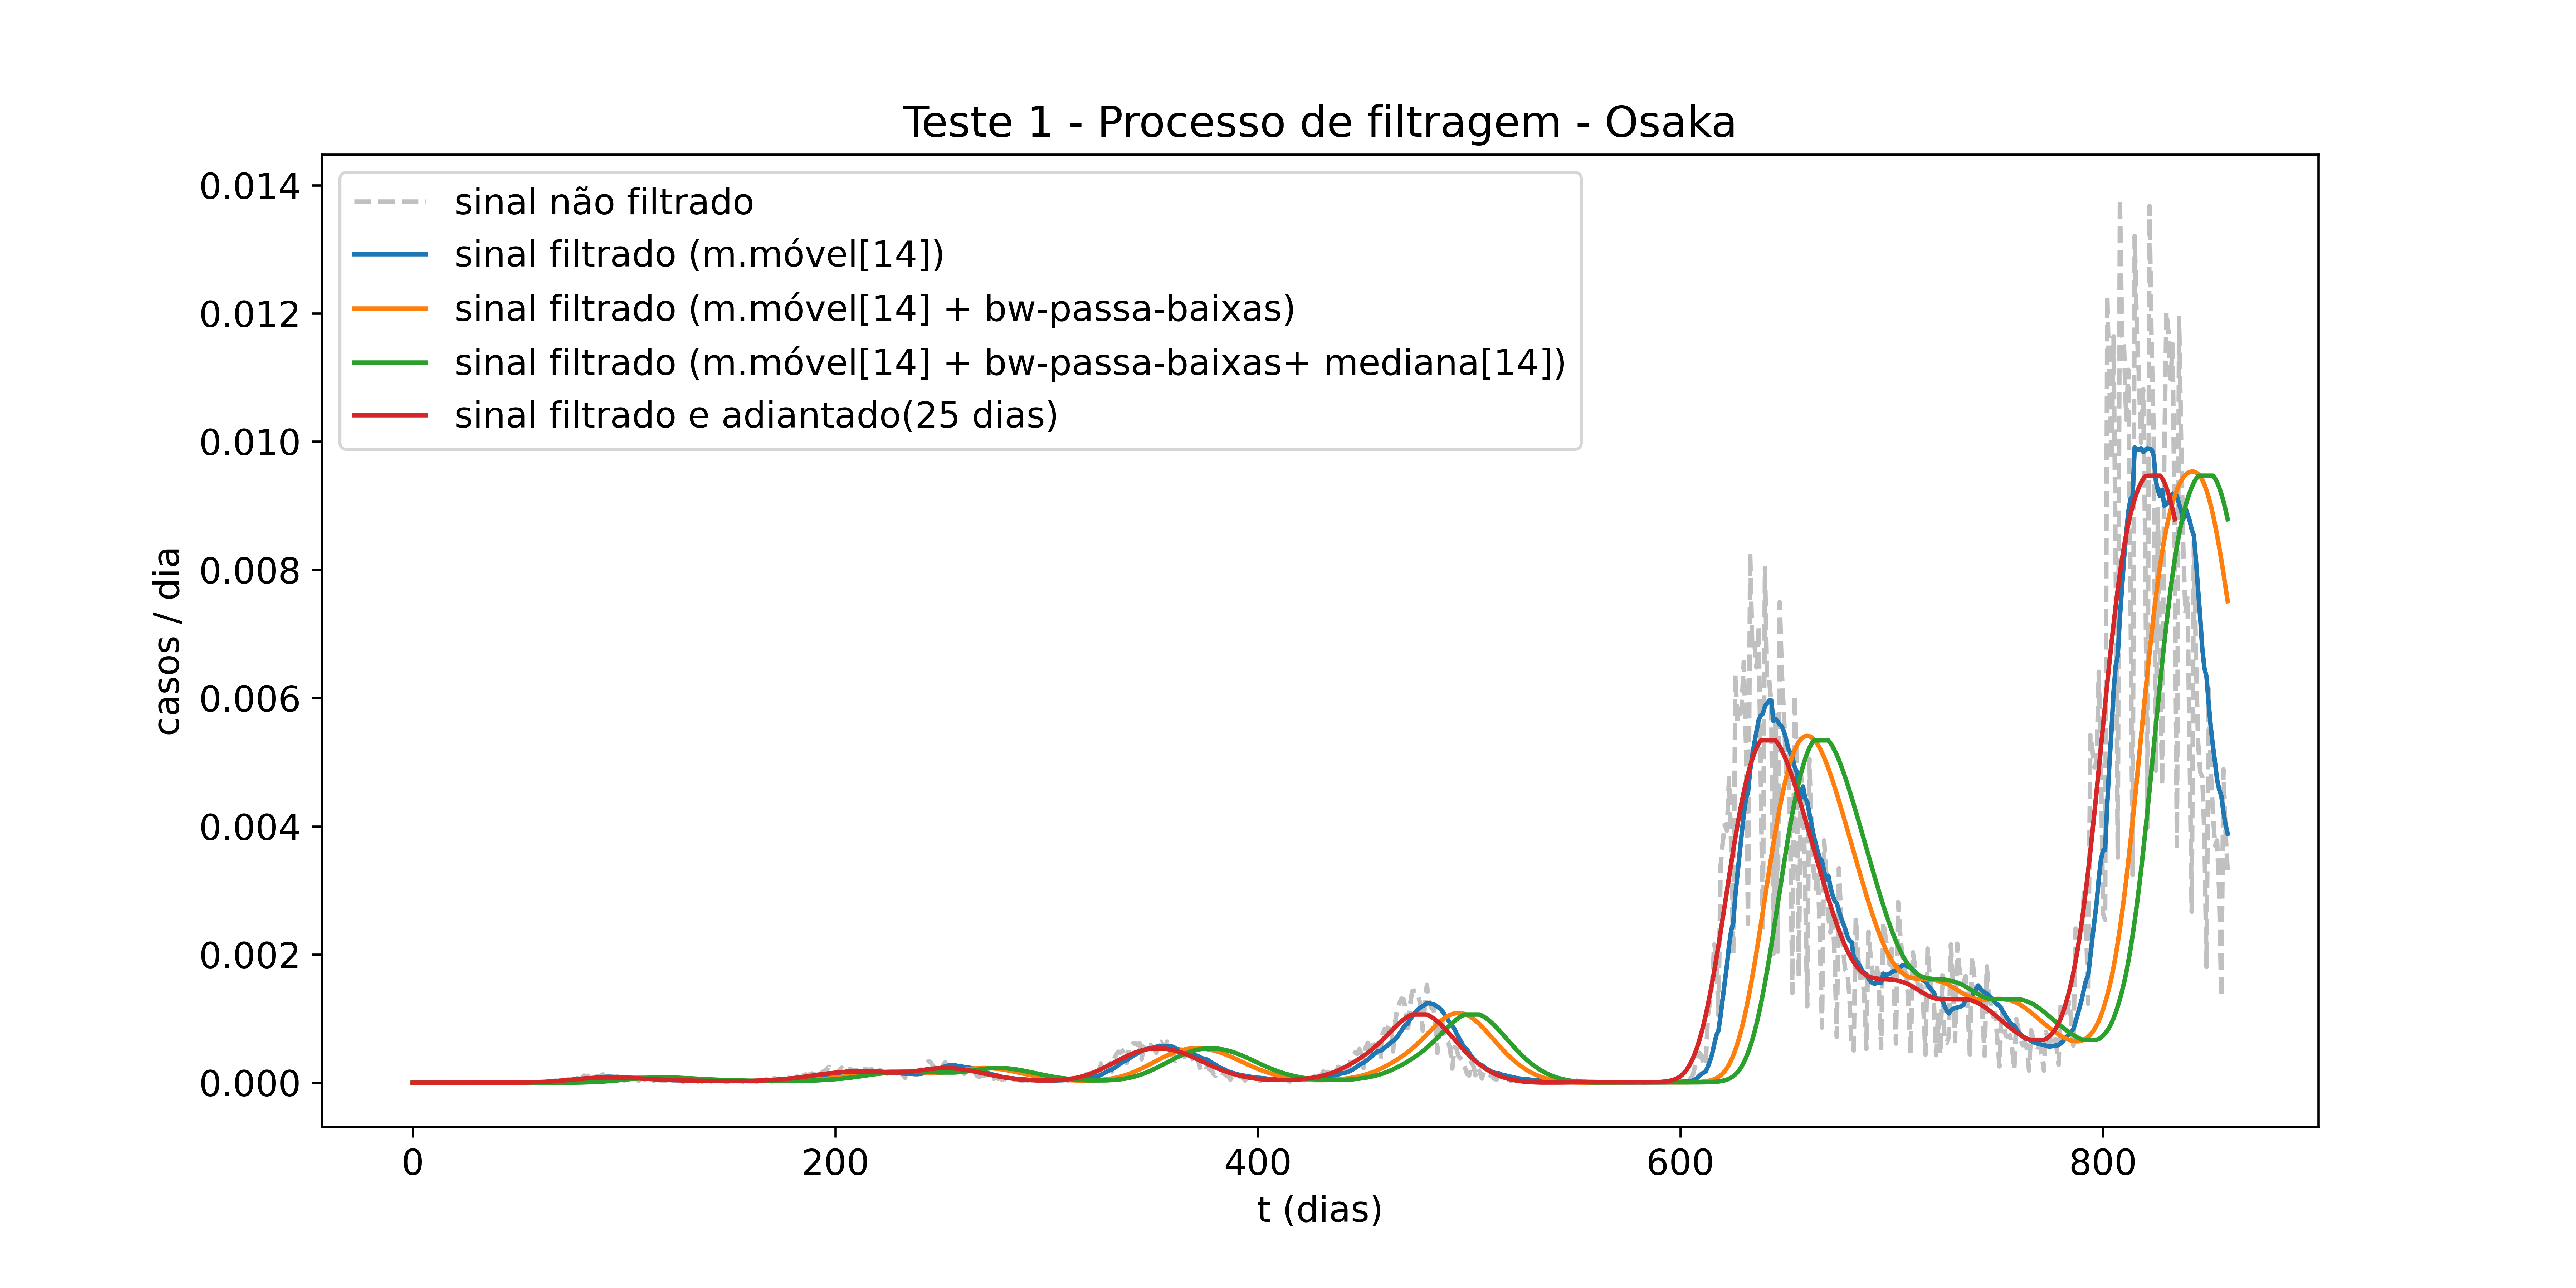 Teste 1 - Processo de filtragem - Osaka
sinal não filtrado
sinal filtrado (m.móvel[14])
sinal filtrado (m.móvel[14] + bw-passa-baixas)
sinal filtrado (m.móvel[14] + bw-passa-baixas+ mediana[14])
sinal filtrado e adiantado(25 dias)
0.014
0.012
0.010
0.008
0.006
0.004
0.002
0.000
casos / dia
0 200 400 600 800
t (dias)